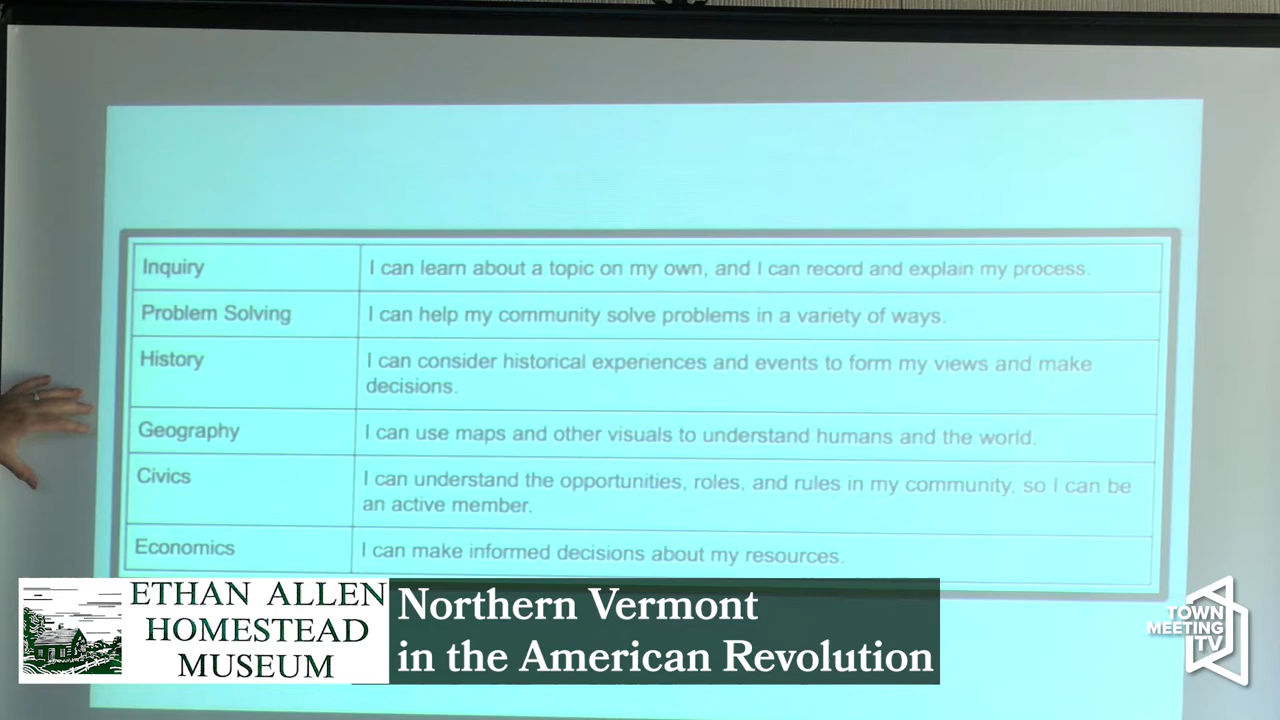 Inquiry
I can learn about a topic on my own, and I can record and explain my process.
Problem Solving
I can help my community solve problems in a variety of ways.
History
I can consider historical experiences and events to form my views and make
decisions.
Geography
I can use maps and other visuals to understand humans and the world.
Civics
I can understand the opportunities, roles, and rules in my community, so I can be
an active member.
Economics
I can make informed decisions about my resources.
ETHAN ALLEN
HOMESTEAD
MUSEUM
Northern Vermont
in the American Revolution
TOWN
MEETING
TV